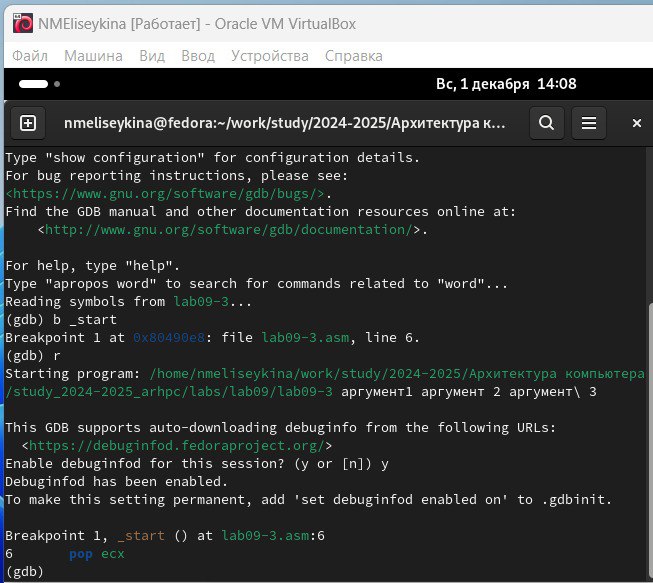 NMEliseykina [Работает] - Oracle VM VirtualBox
Файл Машина Вид Ввод Устройства Справка
Вс, 1 декабря 14:08
nmeliseykina@fedora:~/work/study/2024-2025/Архитектура к...
Type "show configuration" for configuration details.
For bug reporting instructions, please see:
<https://www.gnu.org/software/gdb/bugs/>.
Find the GDB manual and other documentation resources online at:
<http://www.gnu.org/software/gdb/documentation/>.
For help, type "help".
Type "apropos word" to search for commands related to "word"...
Reading symbols from lab09-3...
(gdb) b _start
Breakpoint 1 at 0x80490e8: file lab09-3.asm, line 6.
(gdb) r
Starting program: /home/nmeliseykina/work/study/2024-2025/Архитектура компьютера
/study_2024-2025_arhpc/labs/lab09/lab09-3 аргумент1 аргумент 2 аргумент\ 3
This GDB supports auto-downloading debuginfo from the following URLs:
<https://debuginfod.fedoraproject.org/>
Enable debuginfod for this session? (y or [n]) y
Debuginfod has been enabled.
To make this setting permanent, add 'set debuginfod enabled on' to .gdbinit.
Breakpoint 1, _start () at lab09-3.asm:6
6 pop ecx
(gdb)